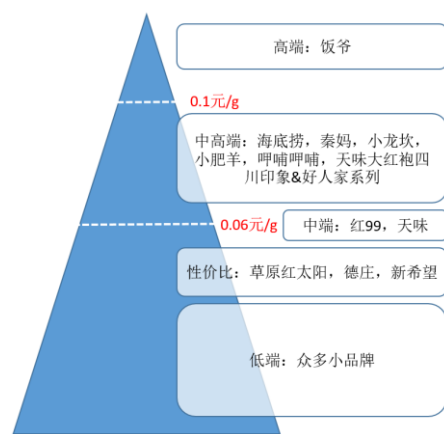 高端：饭爷
0.1元/g
中高端：海底捞，秦妈，小龙坎，
小肥羊，呷哺呷哺，天味大红袍四
川印象&好人家系列
0.06元/g
中端：红99，天味
性价比：草原红太阳，德庄，新希望
低端：众多小品牌